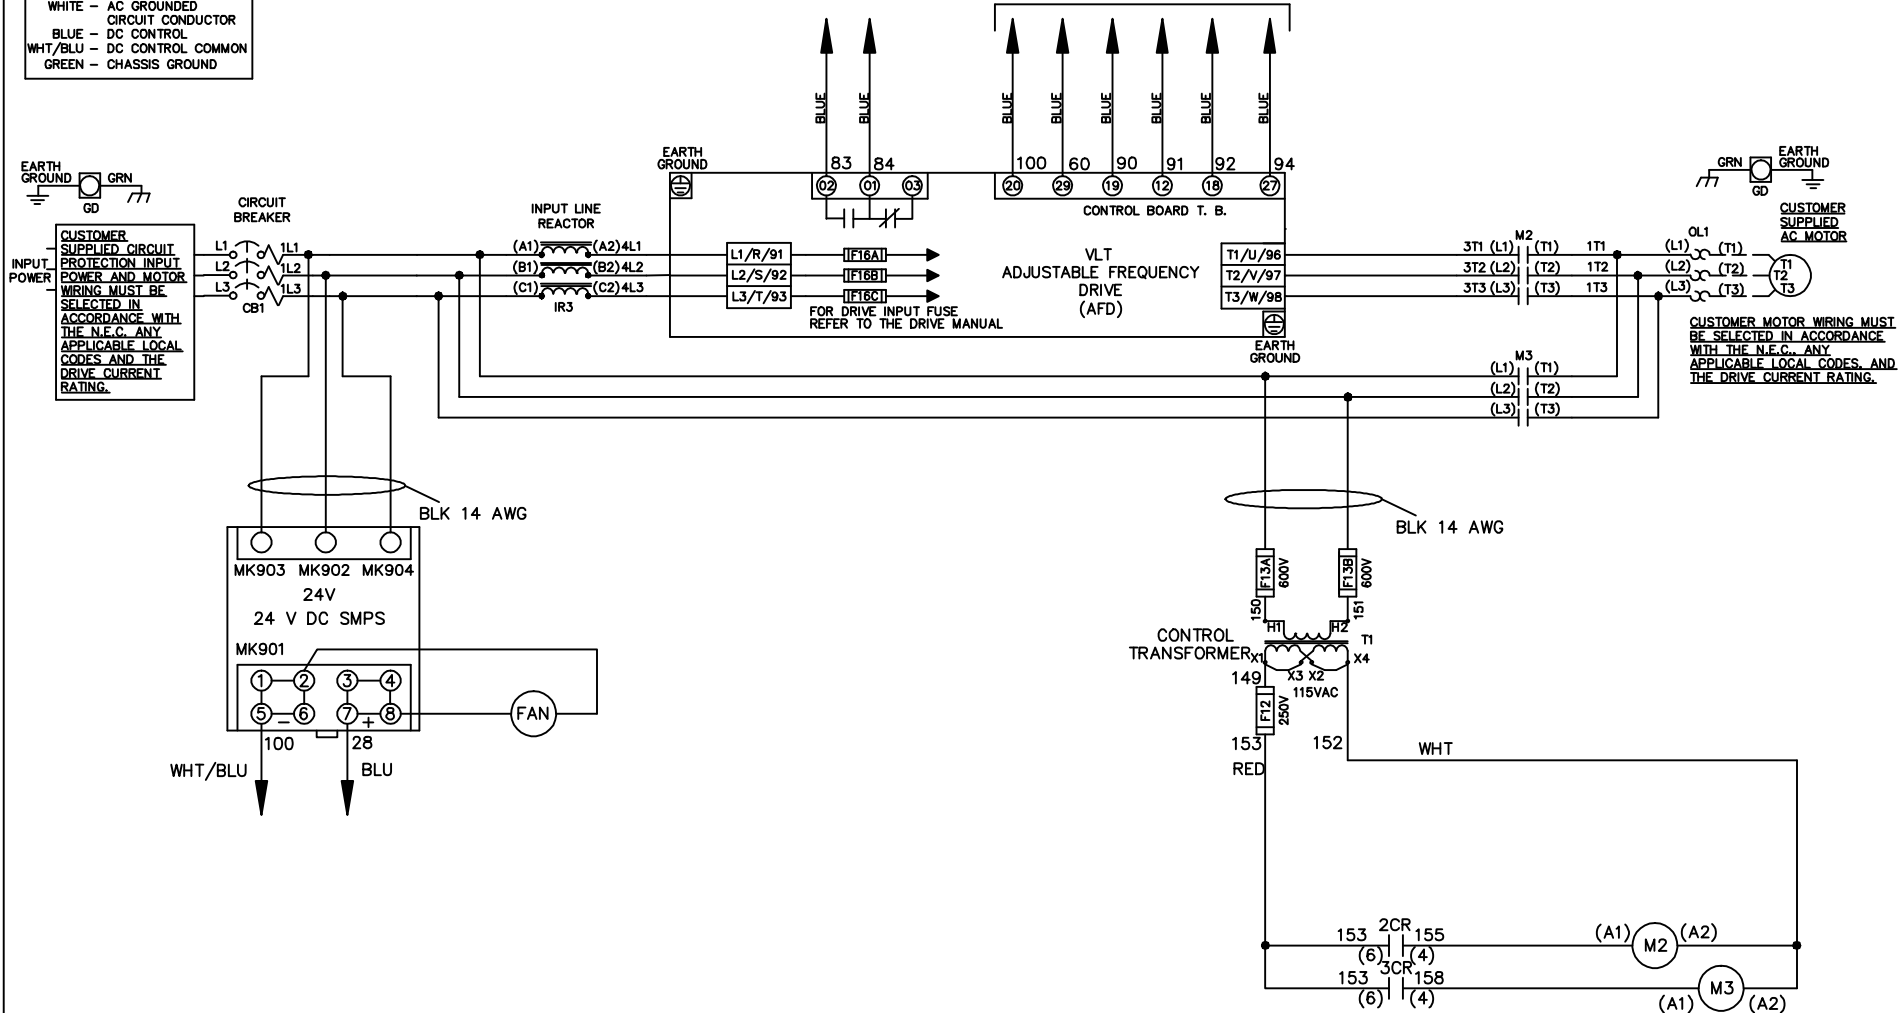 WHITE – AC GROUNDED
CIRCUIT CONDUCTOR
BLUE – DC CONTROL
WHT/BLU – DC CONTROL COMMON
GREEN – CHASSIS GROUND
BLUE
BLUE
BLUE
BLUE
BLUE
BLUE
BLUE
BLUE
EARTH
GROUND
GRN
GD
CIRCUIT
BREAKER
INPUT LINE
REACTOR
EARTH
GROUND
83
84
100
60
90
91
92
94
02
01
03
20
29
19
12
18
27
CONTROL BOARD T. B.
GRN
EARTH
GROUND
GD
CUSTOMER
SUPPLIED
AC MOTOR
INPUT
POWER
CUSTOMER
SUPPLIED CIRCUIT
PROTECTION INPUT
POWER AND MOTOR
WIRING MUST BE
SELECTED IN
ACCORDANCE WITH
THE N.E.C. ANY
APPLICABLE LOCAL
CODES AND THE
DRIVE CURRENT
RATING.
L1
1L1
L2
1L2
L3
1L3
CB1
(A1)
(A2)
4L1
(B1)
(B2)
4L2
(C1)
(C2)
4L3
IR3
L1/R/91
L2/S/92
L3/T/93
F16A
F16B
F16C
FOR DRIVE INPUT FUSE
REFER TO THE DRIVE MANUAL
VLT
ADJUSTABLE FREQUENCY
DRIVE
(AFD)
T1/U/96
T2/V/97
T3/W/98
EARTH
GROUND
M2
3T1 (L1) (T1) 1T1
3T2 (L2) (T2) 1T2
3T3 (L3) (T3) 1T3
OL1
(L1) (T1)
(L2) (T2)
(L3) (T3)
T1
T2
T3
CUSTOMER MOTOR WIRING MUST
BE SELECTED IN ACCORDANCE
WITH THE N.E.C., ANY
APPLICABLE LOCAL CODES, AND
THE DRIVE CURRENT RATING.
M3
(L1) (T1)
(L2) (T2)
(L3) (T3)
BLK 14 AWG
BLK 14 AWG
MK903 MK902 MK904
24V
24 V DC SMPS
MK901
1
2
3
4
5
–
6
7
+
8
FAN
100
28
WHT/BLU
BLU
F13A
600V
F13B
600V
150
151
CONTROL
TRANSFORMER
H1
H2
T1
X1
X4
X3 X2
115VAC
149
F12
250V
153
152
RED
WHT
2CR
153
155
(6)
(4)
(A1)
M2
(A2)
3CR
153
158
(6)
(4)
(A1)
M3
(A2)